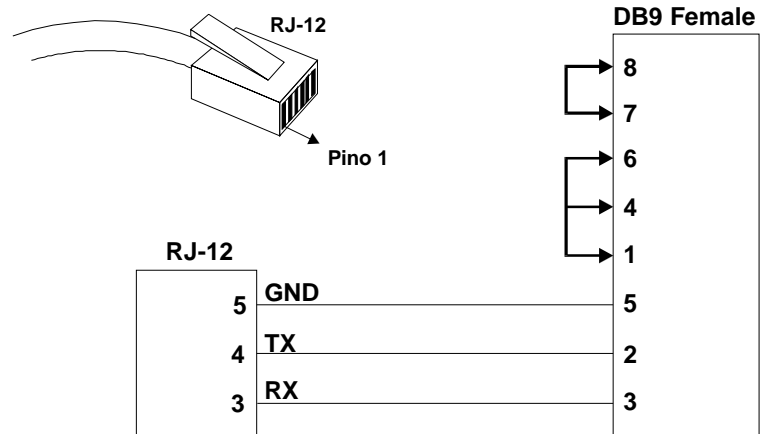 DB9 Female
RJ-12
8
7
Pino 1
6
4
RJ-12
1
5 GND 5
4 TX 2
3 RX 3